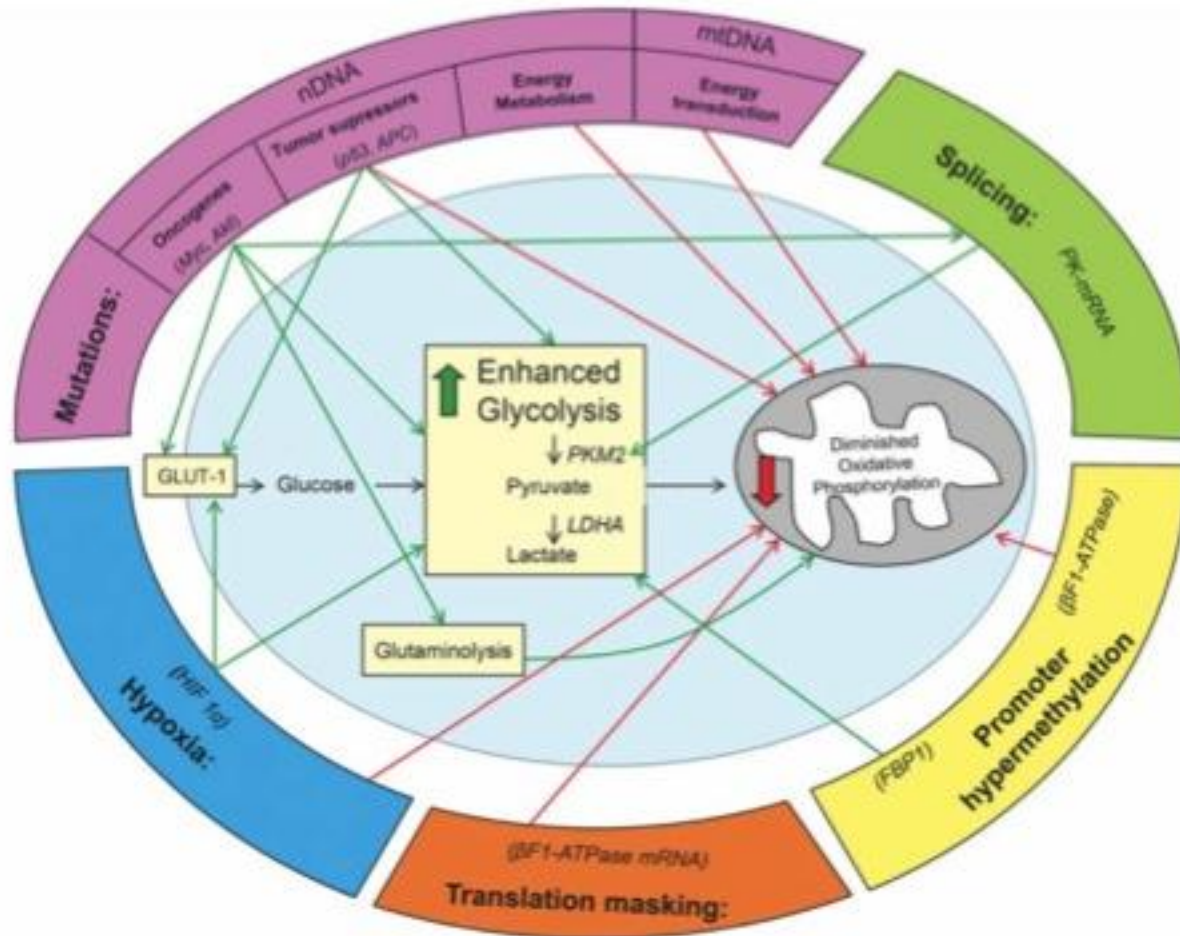 mtDNA
nDNA
Energy
Metabolism
Energy
transduction
Tumor supressors
(p53, APC)
Oncogenes
(Myc, Akt)
Mutations:
Splicing:
PK-mRNA
Enhanced
Glycolysis
PKM2
Pyruvate
LDHA
Lactate
GLUT-1
Glucose
Diminished
Oxidative
Phosphorylation
Glutaminolysis
(HIF 1α)
Hypoxia:
(βF1-ATPase)
Promoter
hypermethylation
(FBP1)
(βF1-ATPase mRNA)
Translation masking: